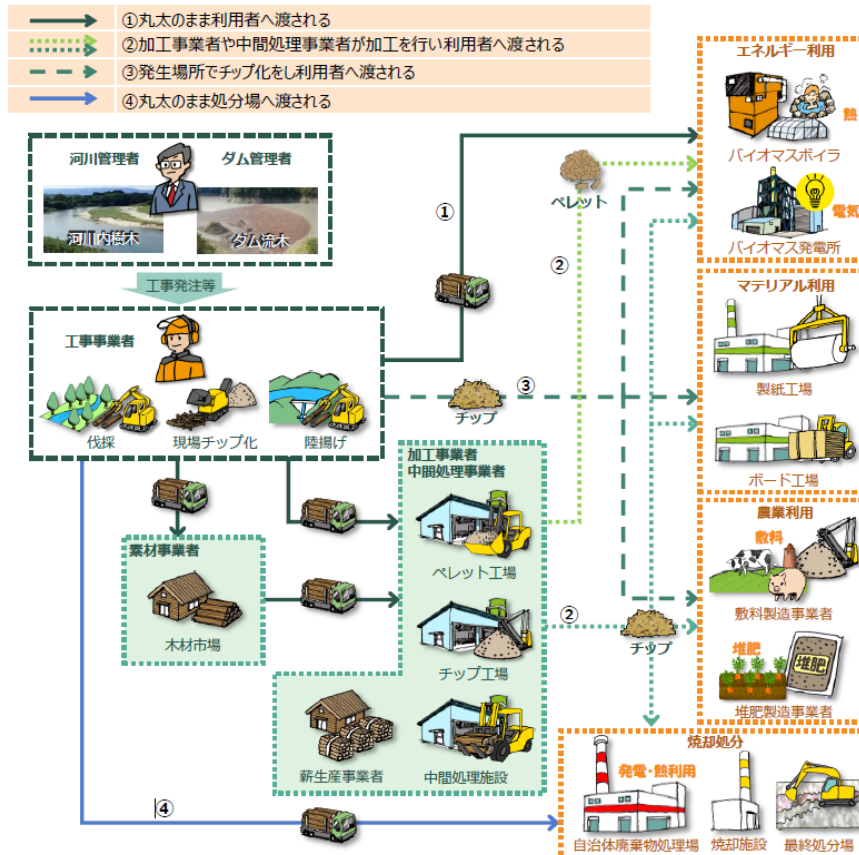 ①丸太のまま利用者へ渡される
②加工事業者や中間処理事業者が加工を行い利用者へ渡される
③発生場所でチップ化をし利用者へ渡される
④丸太のまま処分場へ渡される
河川管理者
ダム管理者
河川内樹木
ダム流木
工事発注等
工事事業者
伐採
現場チップ化
陸揚げ
①
ペレット
②
③
チップ
エネルギー利用
熱
バイオマスボイラ
電気
バイオマス発電所
マテリアル利用
製紙工場
ボード工場
加工事業者
中間処理事業者
ペレット工場
素材事業者
木材市場
チップ工場
②
チップ
薪生産事業者
中間処理施設
農業利用
敷料
敷料製造事業者
堆肥
堆肥
堆肥製造事業者
④
焼却処分
発電・熱利用
自治体廃棄物処理場
焼却施設
最終処分場